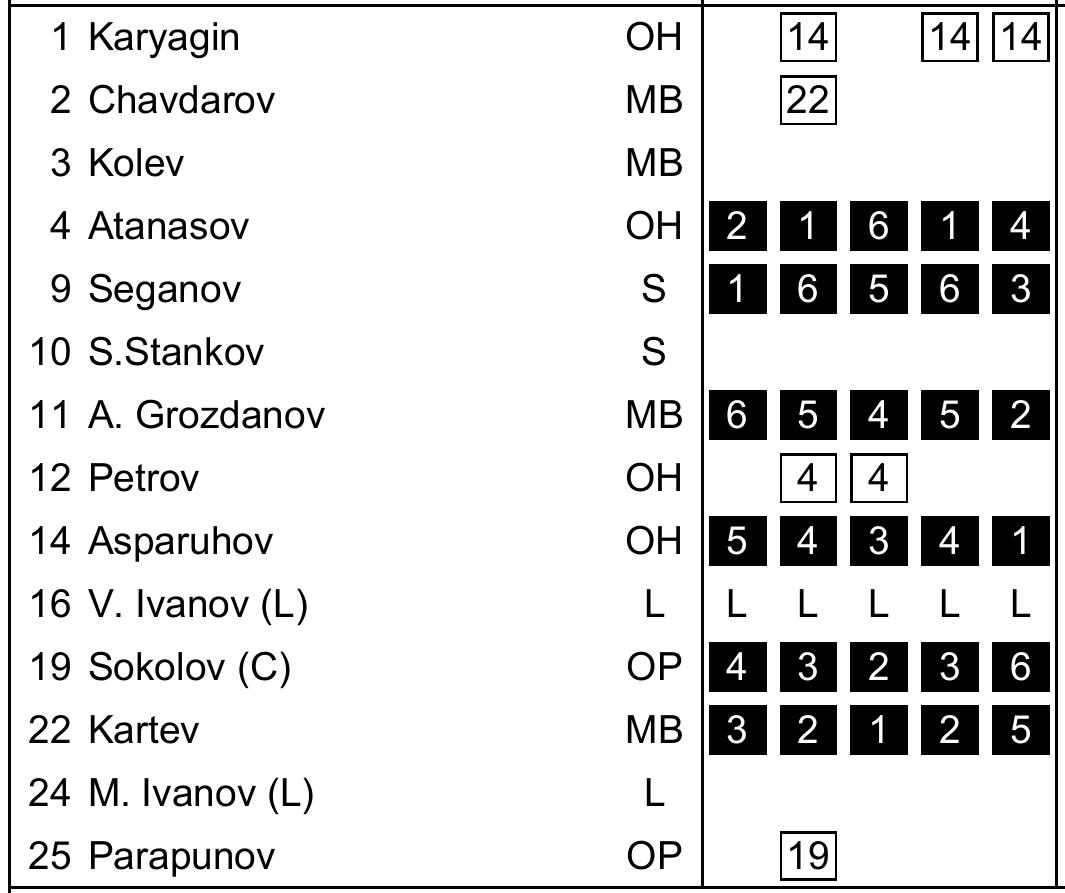 1 Karyagin OH 14 14 14
2 Chavdarov MB 22
3 Kolev MB
4 Atanasov OH 2 1 6 1 4
9 Seganov S 1 6 5 6 3
10 S.Stankov S
11 A. Grozdanov MB 6 5 4 5 2
12 Petrov OH 4 4
14 Asparuhov OH 5 4 3 4 1
16 V. Ivanov (L) L L L L L L
19 Sokolov (C) OP 4 3 2 3 6
22 Kartev MB 3 2 1 2 5
24 M. Ivanov (L) L
25 Parapunov OP 19